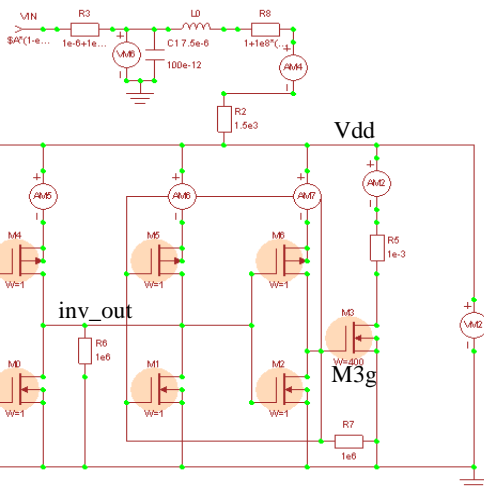 VIN
R3
L0
R8
$A*(1-e...
1e-6+1e...
VM6
C1 7.5e-6
1+1e8*(...
100e-12
AM4
R2
1.5e3
Vdd
AM5
AM6
AM7
AM2
M4
M5
M6
R5
1e-3
W=1
W=1
W=1
inv_out
M3
VM2
R6
1e6
M0
M1
M2
W=400
M3g
W=1
W=1
W=1
R7
1e6